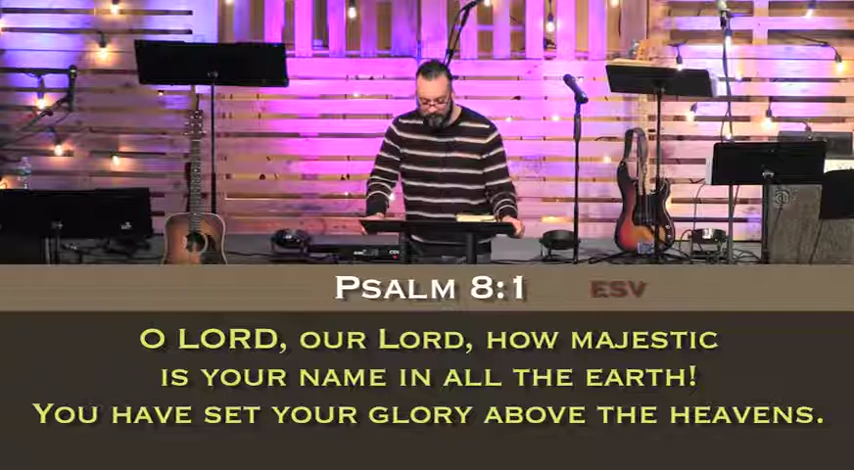 Psalm 8:1 ESV
O LORD, our Lord, how majestic
is your name in all the earth!
You have set your glory above the heavens.